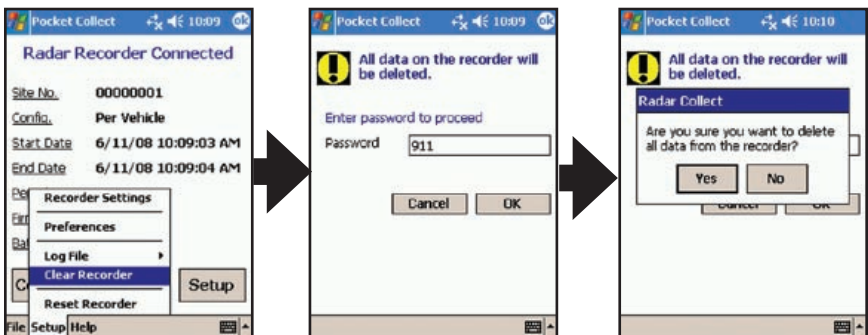 Pocket Collect 10:09 ok
Radar Recorder Connected
Site No. 00000001
Config. Per Vehicle
Start Date 6/11/08 10:09:03 AM
End Date 6/11/08 10:09:04 AM
Recorder Settings
Preferences
Log File
Clear Recorder
Reset Recorder
Setup
File Setup Help
Pocket Collect 10:09 ok
All data on the recorder will
be deleted.
Enter password to proceed
Password 911
Cancel OK
Pocket Collect 10:10
All data on the recorder will
be deleted.
Radar Collect
Are you sure you want to delete
all data from the recorder?
Yes No